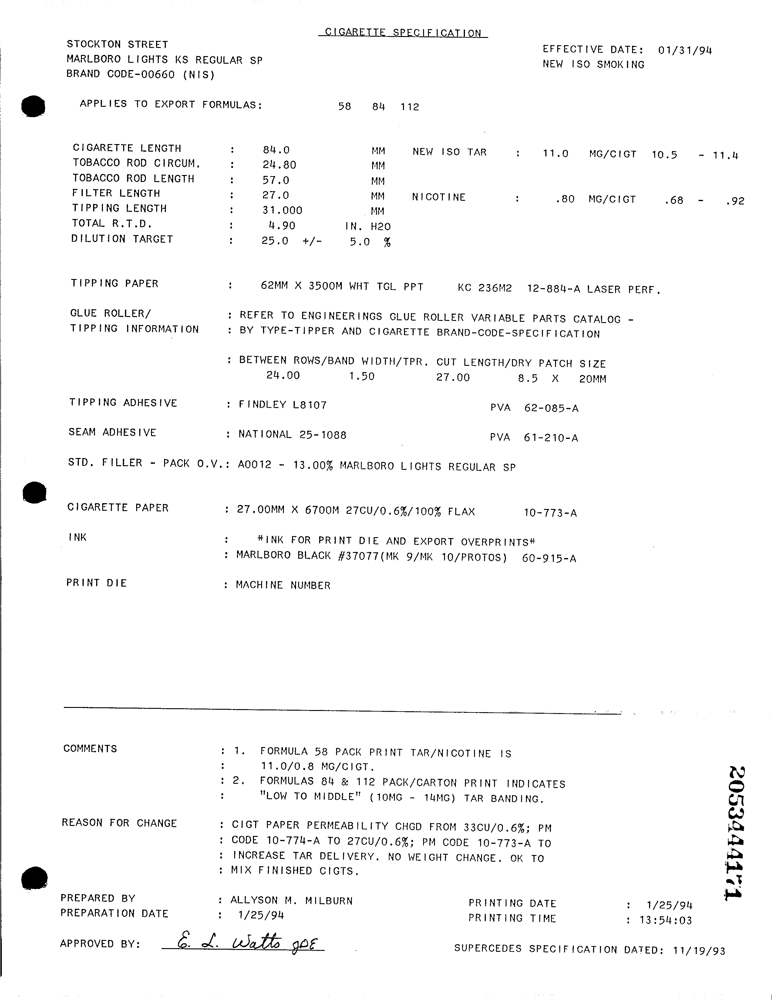 CIGARETTE SPECIFICATION
STOCKTON STREET
MARLBORO LIGHTS KS REGULAR SP
BRAND CODE-00660 (NIS)
EFFECTIVE DATE: 01/31/94
NEW ISO SMOKING
APPLIES TO EXPORT FORMULAS: 58 84 112
CIGARETTE LENGTH : 84.0 MM NEW ISO TAR : 11.0 MG/CIGT 10.5 - 11.4
TOBACCO ROD CIRCUM. : 24.80 MM
TOBACCO ROD LENGTH : 57.0 MM
FILTER LENGTH : 27.0 MM NICOTINE : .80 MG/CIGT .68 - .92
TIPPING LENGTH : 31.000 MM
TOTAL R.T.D. : 4.90 IN. H2O
DILUTION TARGET : 25.0 +/- 5.0 %
TIPPING PAPER : 62MM X 3500M WHT TGL PPT KC 236M2 12-884-A LASER PERF.
GLUE ROLLER/ : REFER TO ENGINEERINGS GLUE ROLLER VARIABLE PARTS CATALOG -
TIPPING INFORMATION : BY TYPE-TIPPER AND CIGARETTE BRAND-CODE-SPECIFICATION
: BETWEEN ROWS/BAND WIDTH/TPR. CUT LENGTH/DRY PATCH SIZE
24.00 1.50 27.00 8.5 X 20MM
TIPPING ADHESIVE : FINDLEY L8107 PVA 62-085-A
SEAM ADHESIVE : NATIONAL 25-1088 PVA 61-210-A
STD. FILLER - PACK O.V.: A0012 - 13.00% MARLBORO LIGHTS REGULAR SP
CIGARETTE PAPER : 27.00MM X 6700M 27CU/0.6%/100% FLAX 10-773-A
INK : *INK FOR PRINT DIE AND EXPORT OVERPRINTS*
: MARLBORO BLACK #37077(MK 9/MK 10/PROTOS) 60-915-A
PRINT DIE : MACHINE NUMBER
COMMENTS : 1. FORMULA 58 PACK PRINT TAR/NICOTINE IS
: 11.0/0.8 MG/CIGT.
: 2. FORMULAS 84 & 112 PACK/CARTON PRINT INDICATES
: "LOW TO MIDDLE" (10MG - 14MG) TAR BANDING.
REASON FOR CHANGE : CIGT PAPER PERMEABILITY CHGD FROM 33CU/0.6%; PM
: CODE 10-774-A TO 27CU/0.6%; PM CODE 10-773-A TO
: INCREASE TAR DELIVERY. NO WEIGHT CHANGE. OK TO
: MIX FINISHED CIGTS.
PREPARED BY : ALLYSON M. MILBURN PRINTING DATE : 1/25/94
PREPARATION DATE : 1/25/94 PRINTING TIME : 13:54:03
APPROVED BY: E. L. Watts
SUPERCEDES SPECIFICATION DATED: 11/19/93
2053444171